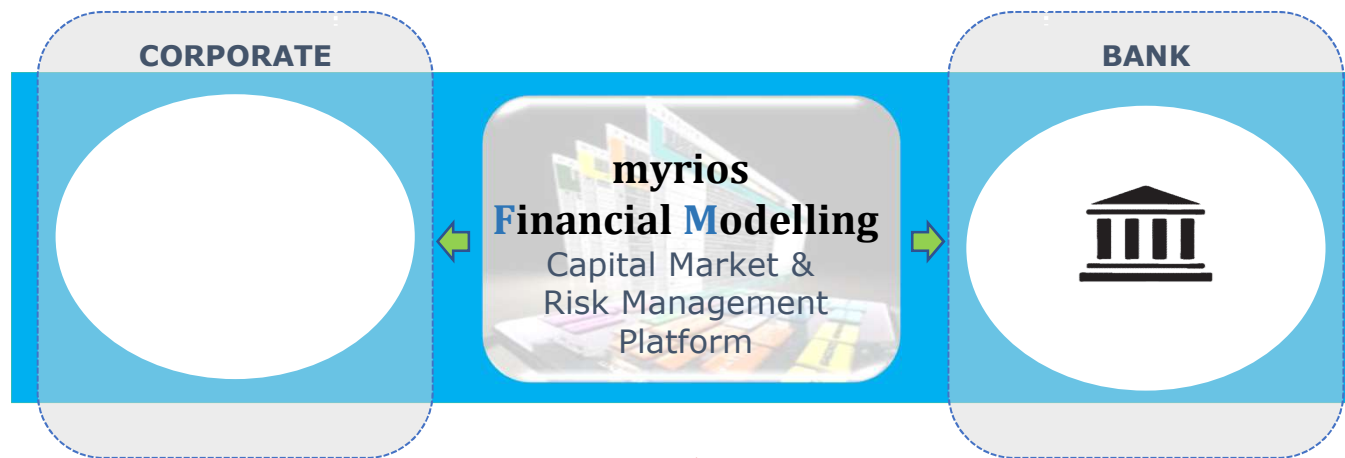 CORPORATE
BANK
myrios
Financial Modelling
Capital Market &
Risk Management
Platform